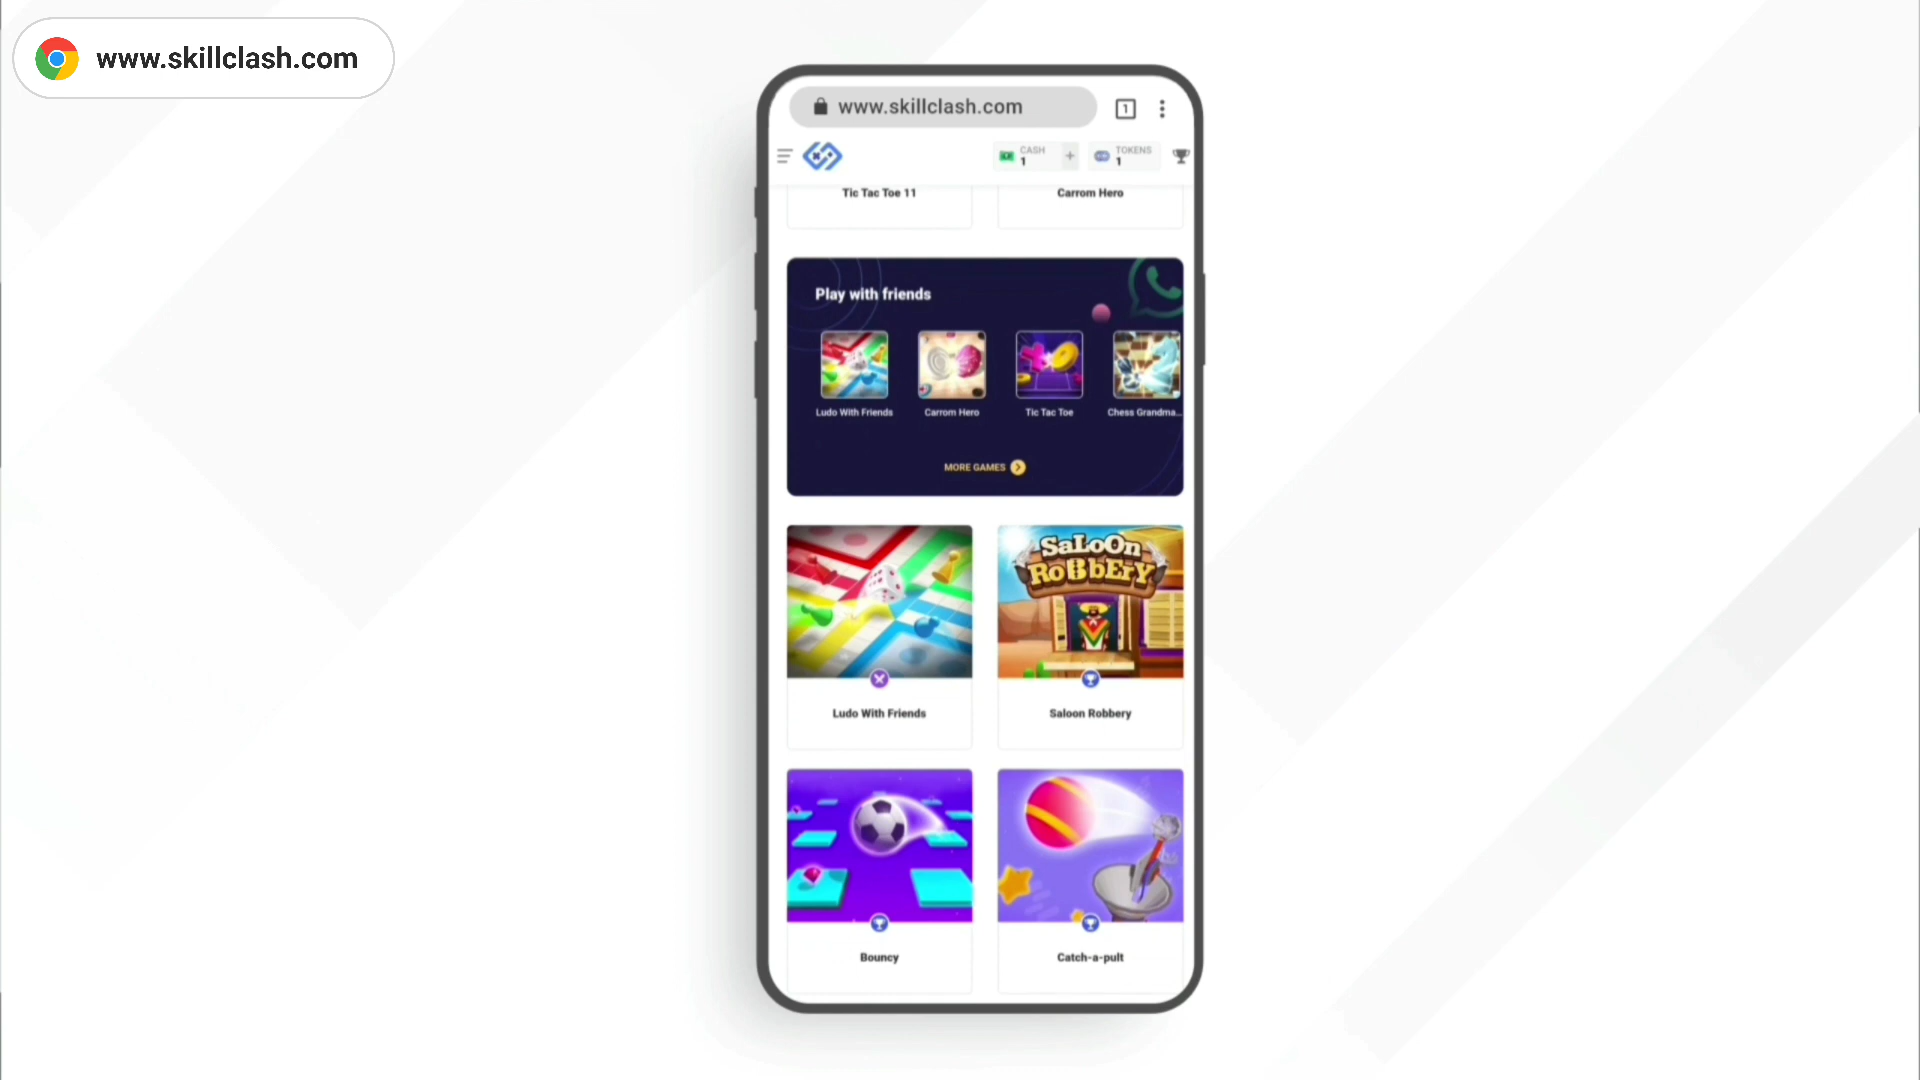 www.skillclash.com
www.skillclash.com
1
CASH
1
+
TOKENS
1
Tic Tac Toe 11
Carrom Hero
Play with friends
Ludo With Friends
Carrom Hero
Tic Tac Toe
Chess Grandma...
MORE GAMES
SaLoOn
RoBbErY
Ludo With Friends
Saloon Robbery
Bouncy
Catch-a-pult